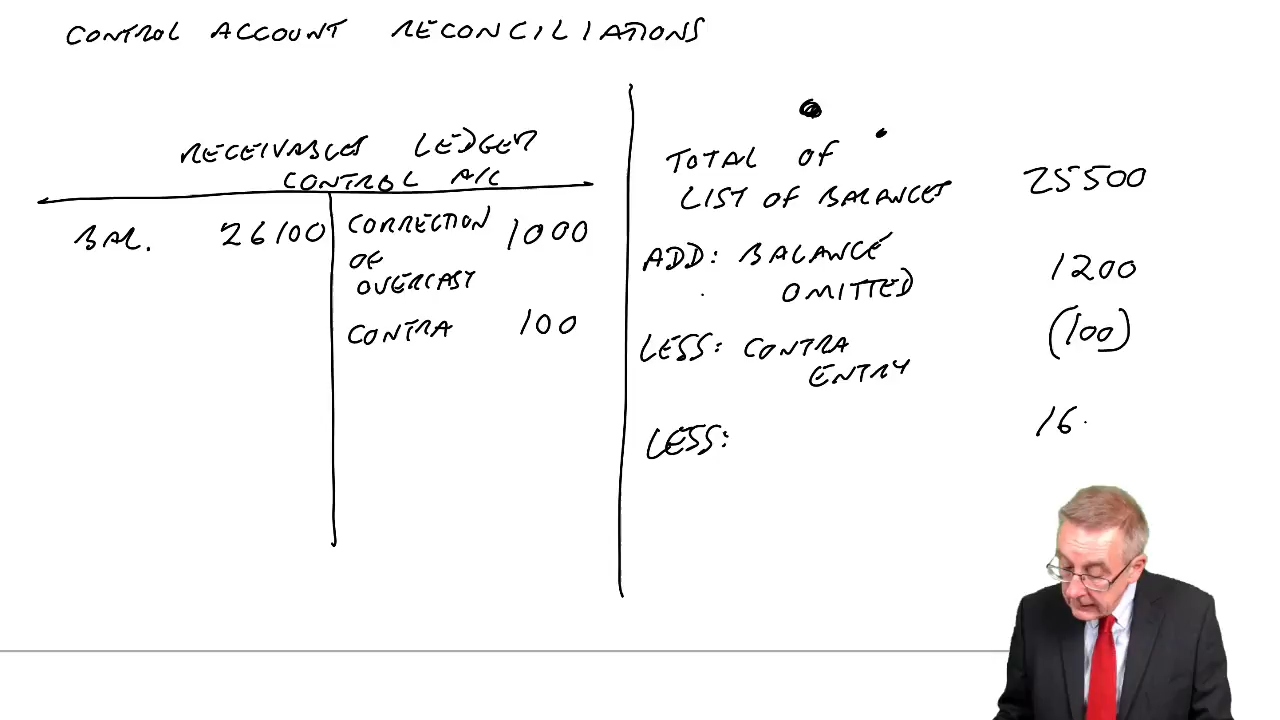 CONTROL ACCOUNT RECONCILIATIONS
RECEIVABLES LEDGER
CONTROL A/C
BAL. 26100
CORRECTION 1000
OF
OVERCAST
CONTRA 100
TOTAL OF
LIST OF BALANCES 25500
ADD: BALANCE
OMITTED 1200
LESS: CONTRA
ENTRY (100)
LESS: 16